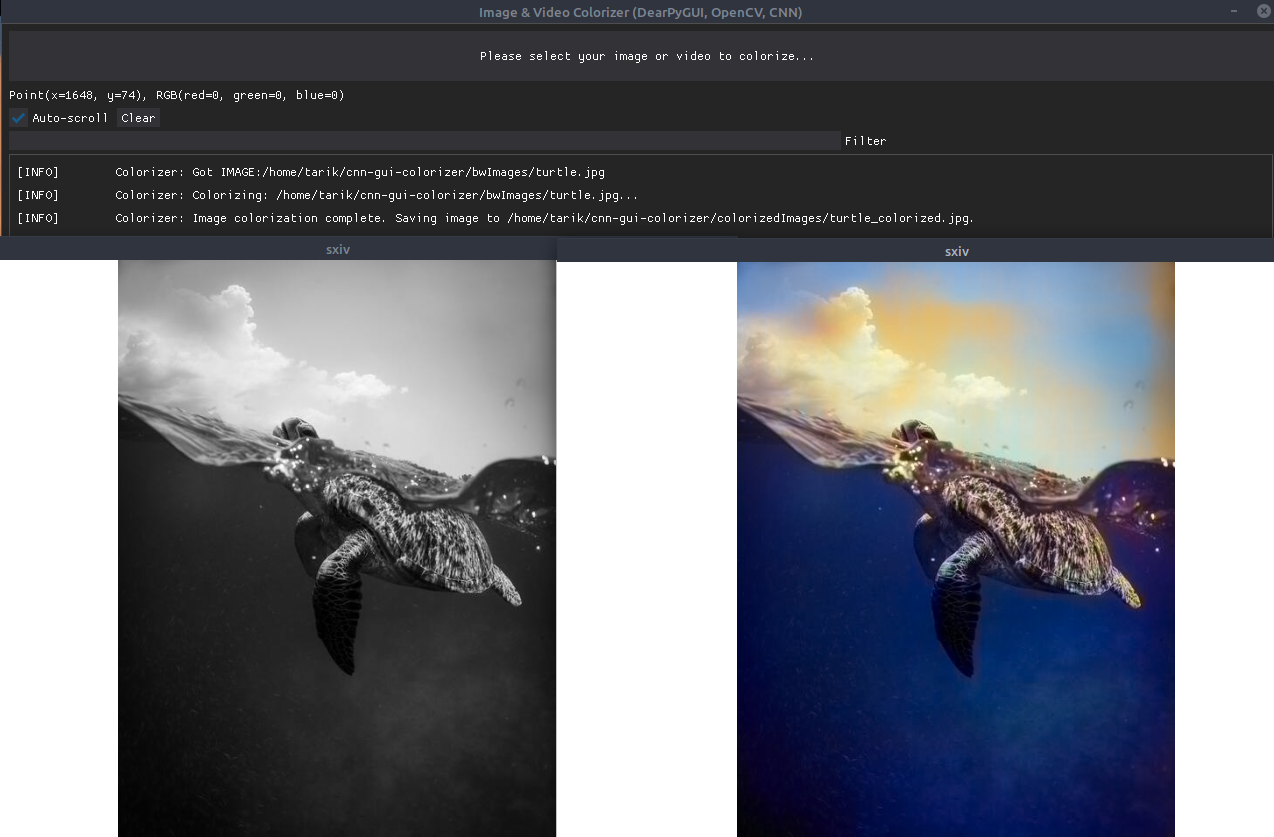 Image & Video Colorizer (DearPyGUI, OpenCV, CNN)
Please select your image or video to colorize...
Point(x=1648, y=74), RGB(red=0, green=0, blue=0)
Auto-scroll Clear
Filter
[INFO] Colorizer: Got IMAGE:/home/tarik/cnn-gui-colorizer/bwImages/turtle.jpg
[INFO] Colorizer: Colorizing: /home/tarik/cnn-gui-colorizer/bwImages/turtle.jpg...
[INFO] Colorizer: Image colorization complete. Saving image to /home/tarik/cnn-gui-colorizer/colorizedImages/turtle_colorized.jpg.
sxiv sxiv